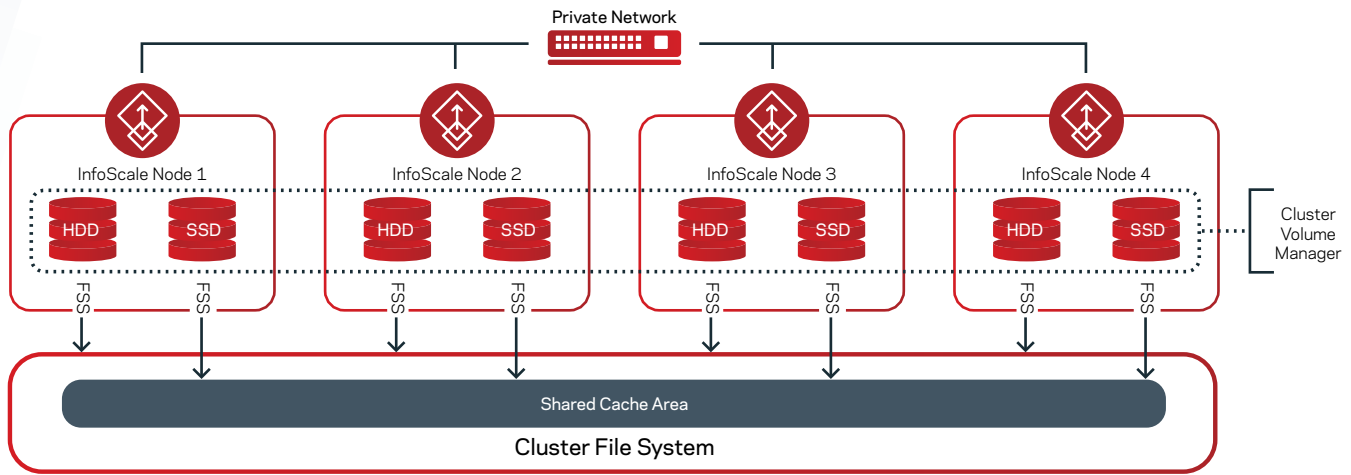 Private Network
InfoScale Node 1
InfoScale Node 2
InfoScale Node 3
InfoScale Node 4
HDD
SSD
HDD
SSD
HDD
SSD
HDD
SSD
Cluster
Volume
Manager
FSS
FSS
FSS
FSS
FSS
FSS
FSS
FSS
Shared Cache Area
Cluster File System